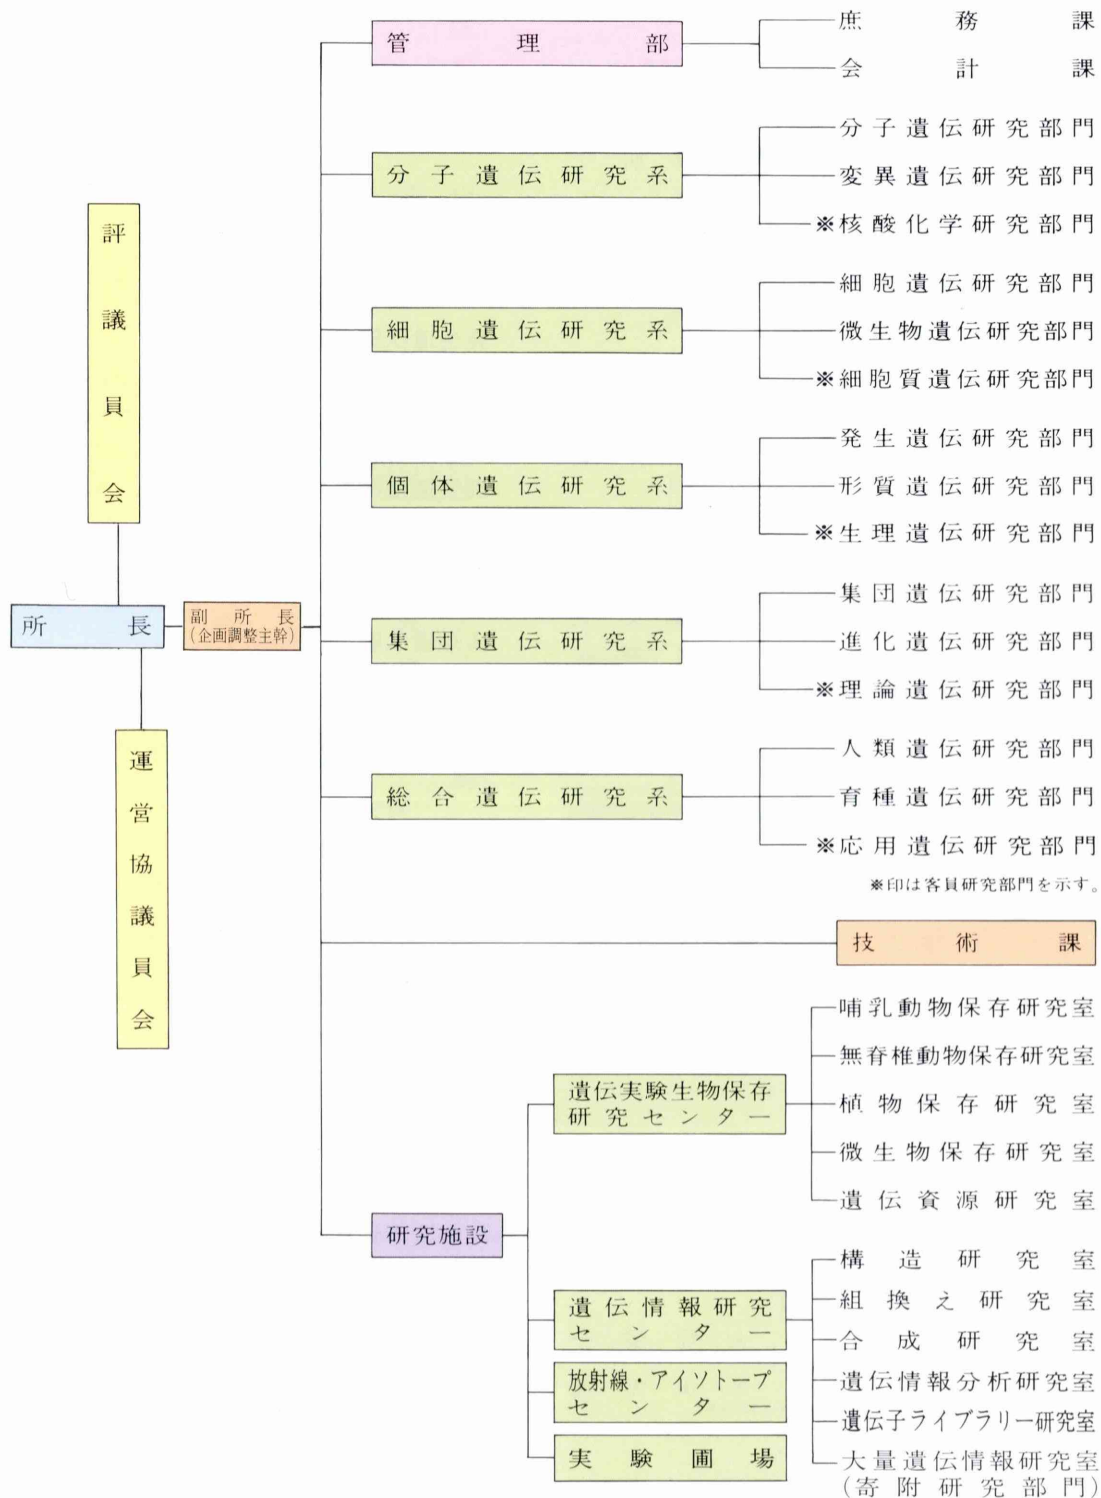 評議員会
所長
副所長
(企画調整主幹)
運営協議員会
管理部
庶務課
会計課
分子遺伝研究系
分子遺伝研究部門
変異遺伝研究部門
※核酸化学研究部門
細胞遺伝研究系
細胞遺伝研究部門
微生物遺伝研究部門
※細胞質遺伝研究部門
個体遺伝研究系
発生遺伝研究部門
形質遺伝研究部門
※生理遺伝研究部門
集団遺伝研究系
集団遺伝研究部門
進化遺伝研究部門
※理論遺伝研究部門
総合遺伝研究系
人類遺伝研究部門
育種遺伝研究部門
※応用遺伝研究部門
※印は客員研究部門を示す。
技術課
研究施設
遺伝実験生物保存
研究センター
哺乳動物保存研究室
無脊椎動物保存研究室
植物保存研究室
微生物保存研究室
遺伝資源研究室
遺伝情報研究
センター
構造研究室
組換え研究室
合成研究室
遺伝情報分析研究室
遺伝子ライブラリー研究室
大量遺伝情報研究室
(寄附研究部門)
放射線・アイソトープ
センター
実験圃場